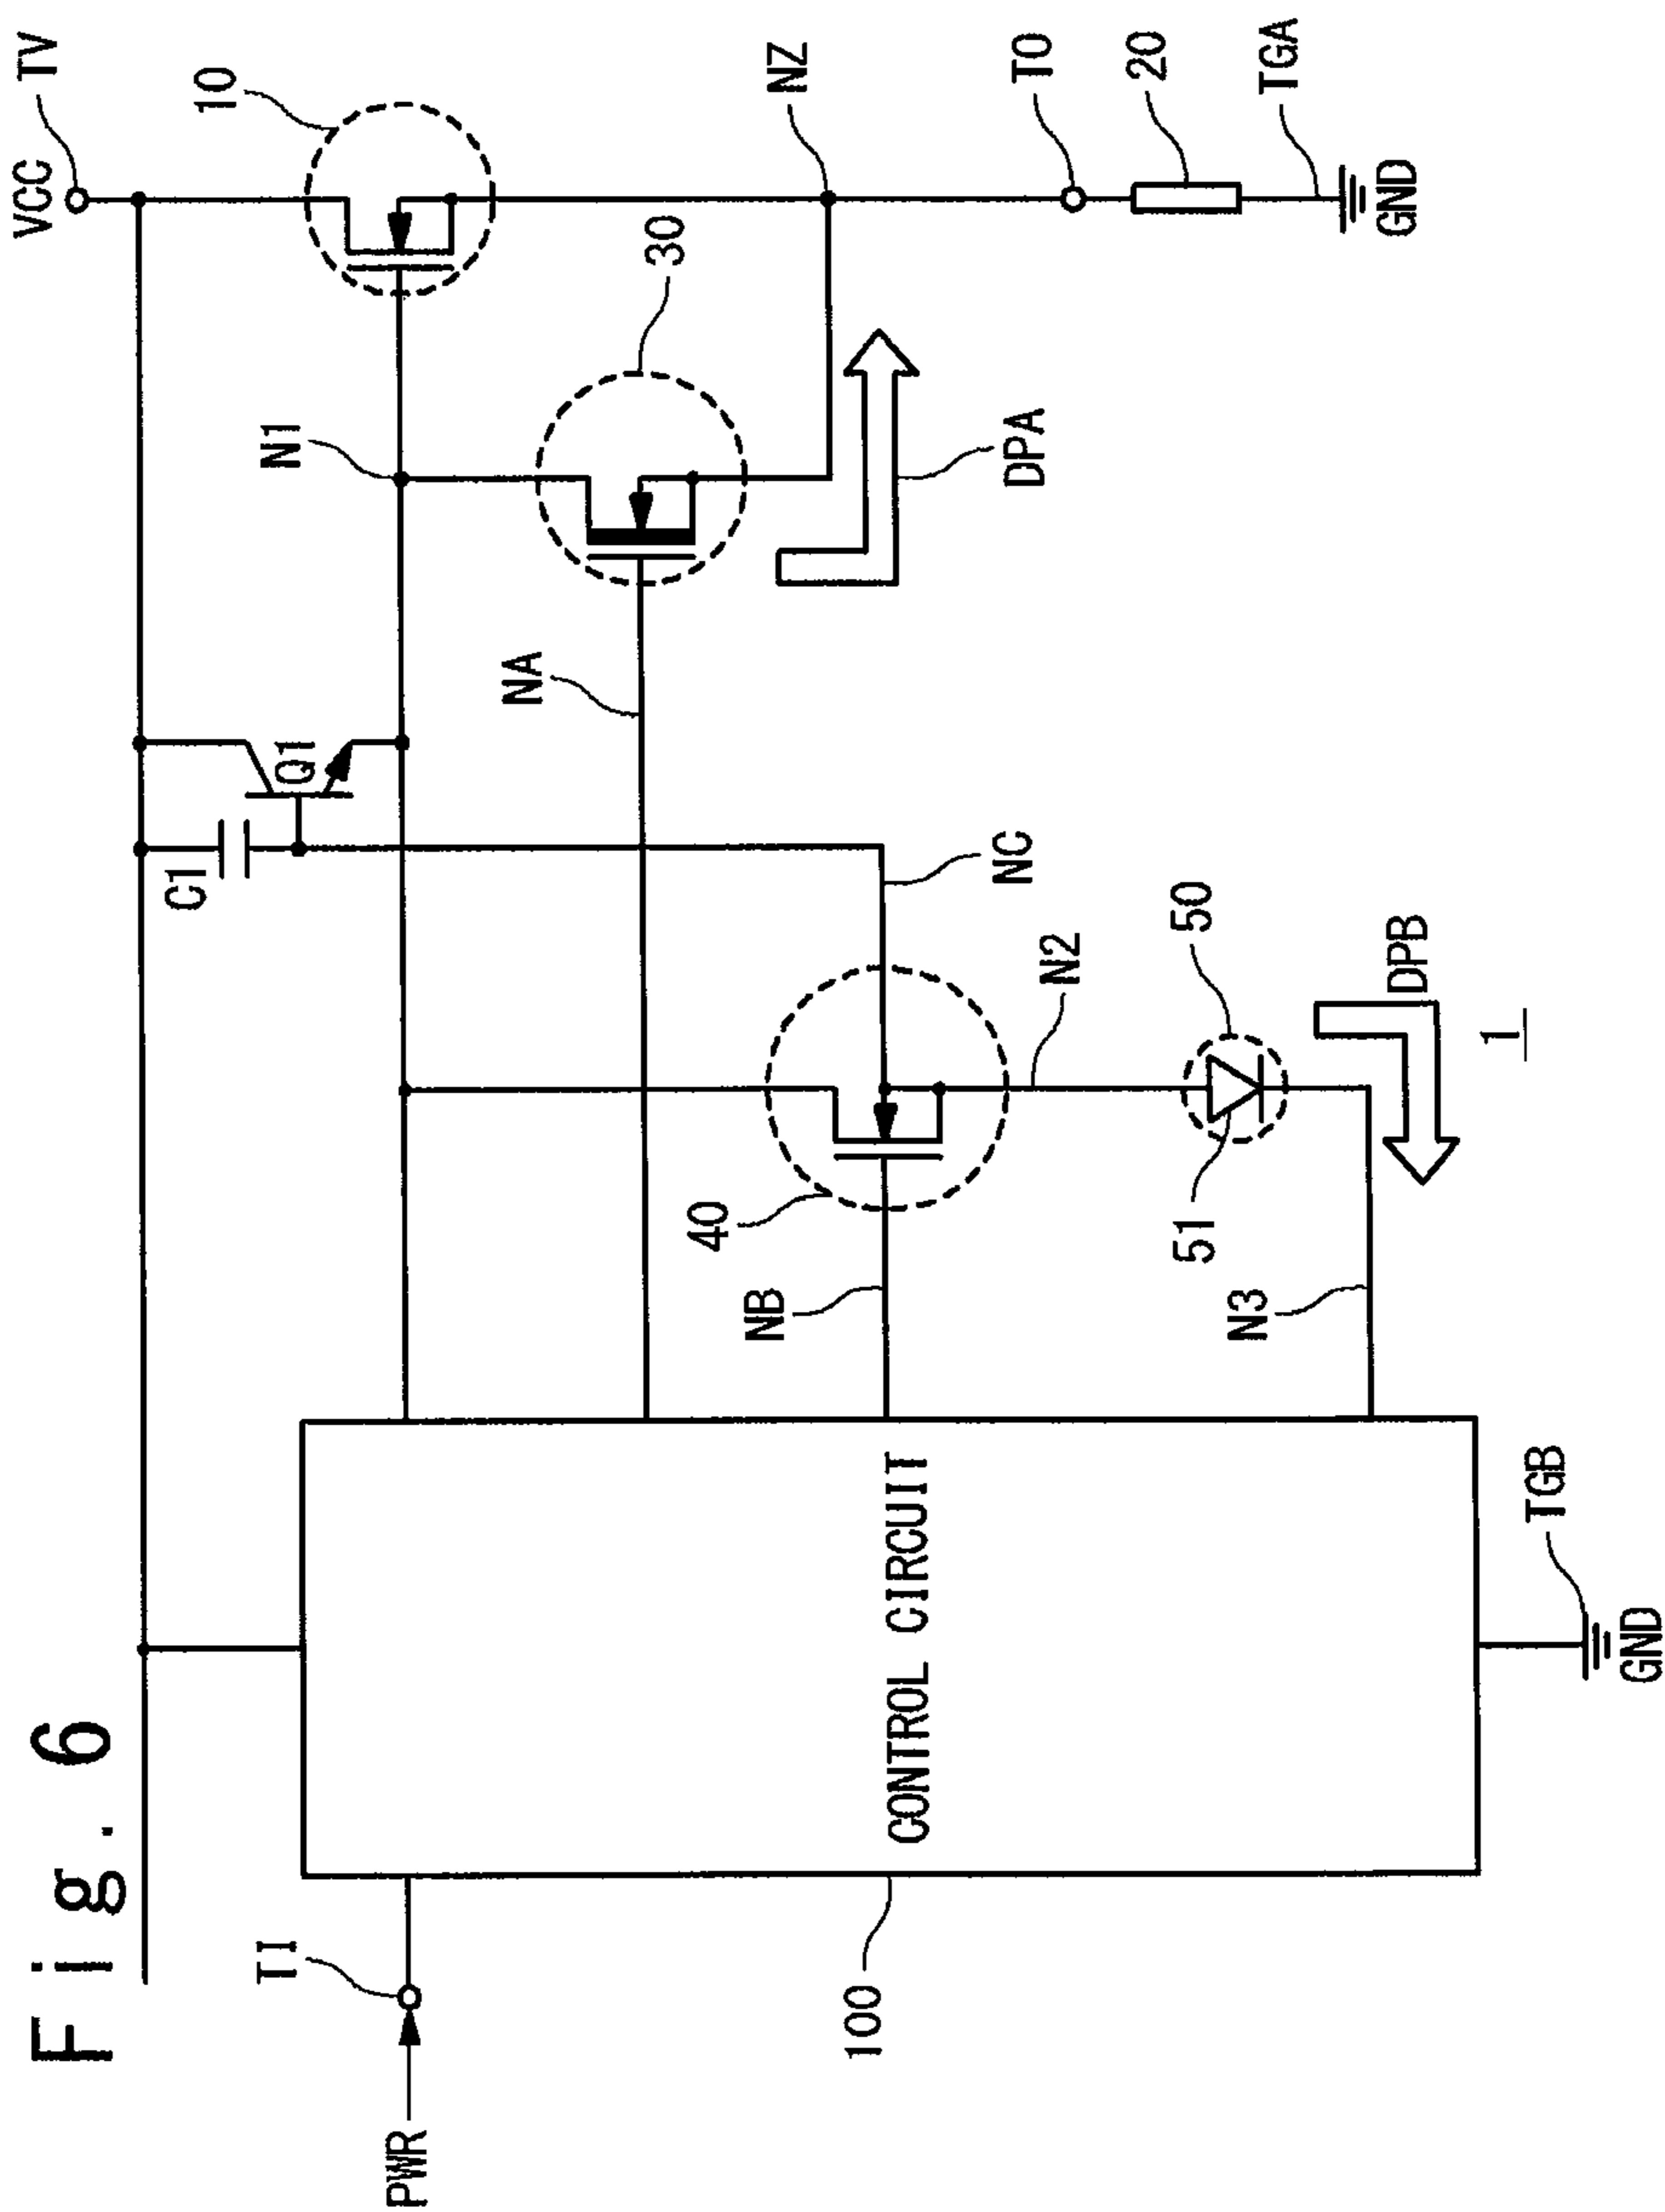 Fig. 6
VCC
TV
10
N1
30
C1
Q1
NA
NZ
TI
PWR
40
NB
NC
N2
DPA
TO
20
TGA
GND
CONTROL CIRCUIT
100
50
51
N3
DPB
1
TGB
GND